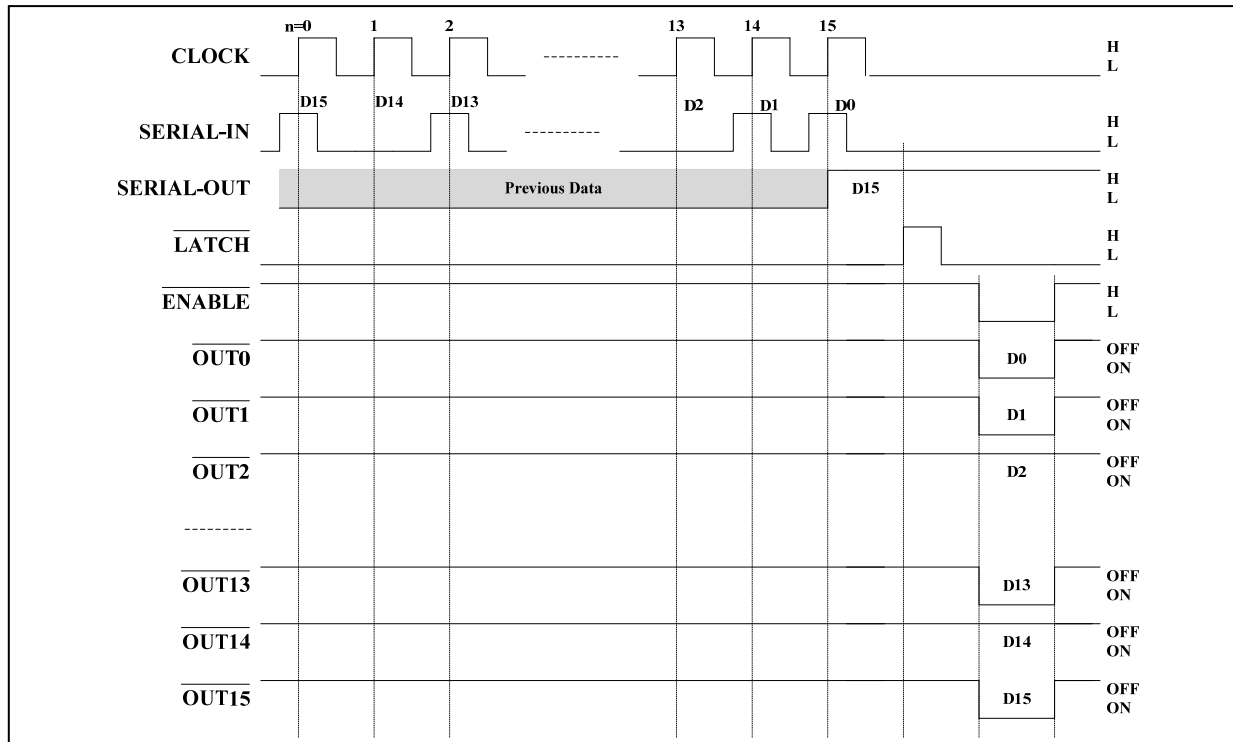 n=0 1 2 13 14 15
CLOCK H
L
D15 D14 D13 D2 D1 D0
SERIAL-IN H
L
SERIAL-OUT Previous Data D15 H
L
LATCH H
L
ENABLE H
L
OUT0 D0 OFF
ON
OUT1 D1 OFF
ON
OUT2 D2 OFF
ON
OUT13 D13 OFF
ON
OUT14 D14 OFF
ON
OUT15 D15 OFF
ON